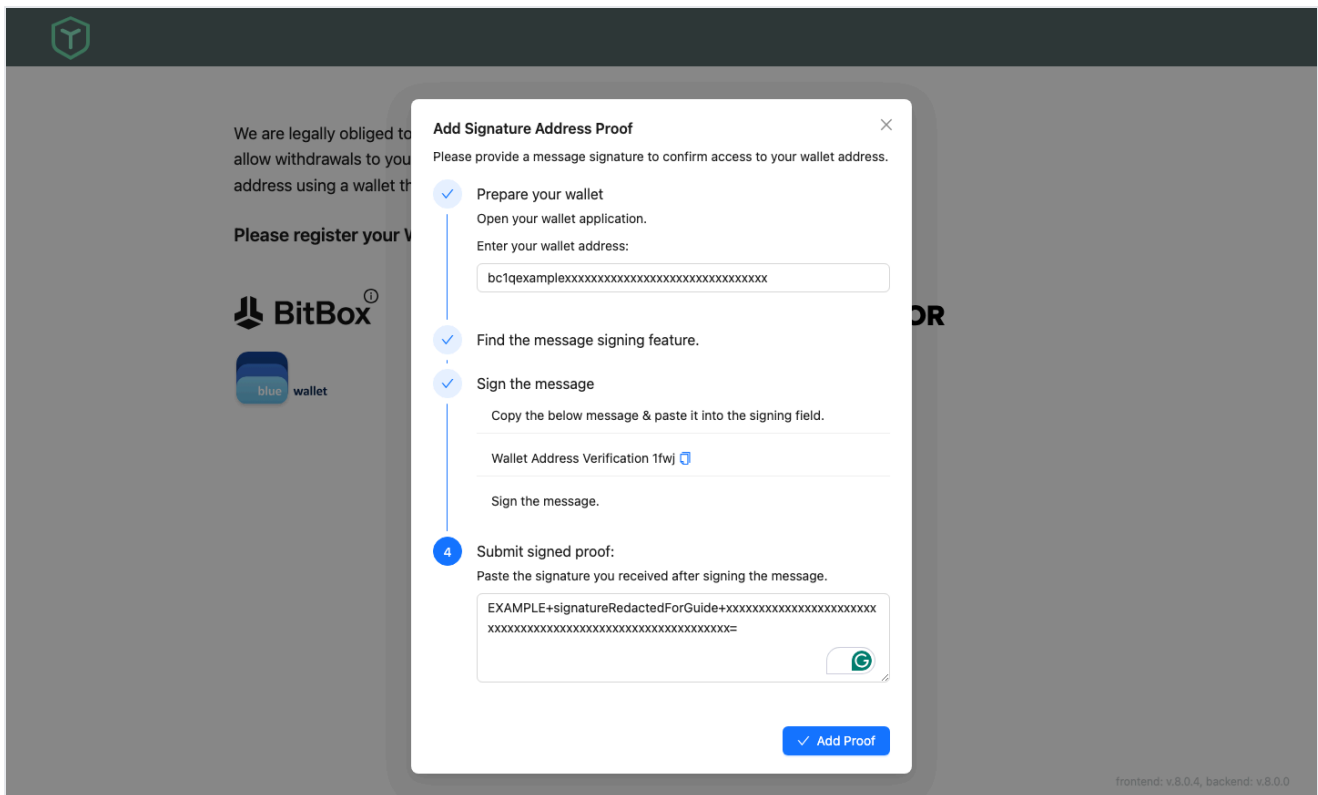 We are legally obliged to
allow withdrawals to you
address using a wallet th
Please register your
BitBox
blue wallet
OR
Add Signature Address Proof
Please provide a message signature to confirm access to your wallet address.
Prepare your wallet
Open your wallet application.
Enter your wallet address:
bc1qexamplexxxxxxxxxxxxxxxxxxxxxxxxxxxxxxx
Find the message signing feature.
Sign the message
Copy the below message & paste it into the signing field.
Wallet Address Verification 1fwj
Sign the message.
4 Submit signed proof:
Paste the signature you received after signing the message.
EXAMPLE+signatureRedactedForGuide+xxxxxxxxxxxxxxxxxxxxxxx
xxxxxxxxxxxxxxxxxxxxxxxxxxxxxxxxxxxxx=
Add Proof
frontend: v.8.0.4, backend: v.8.0.0